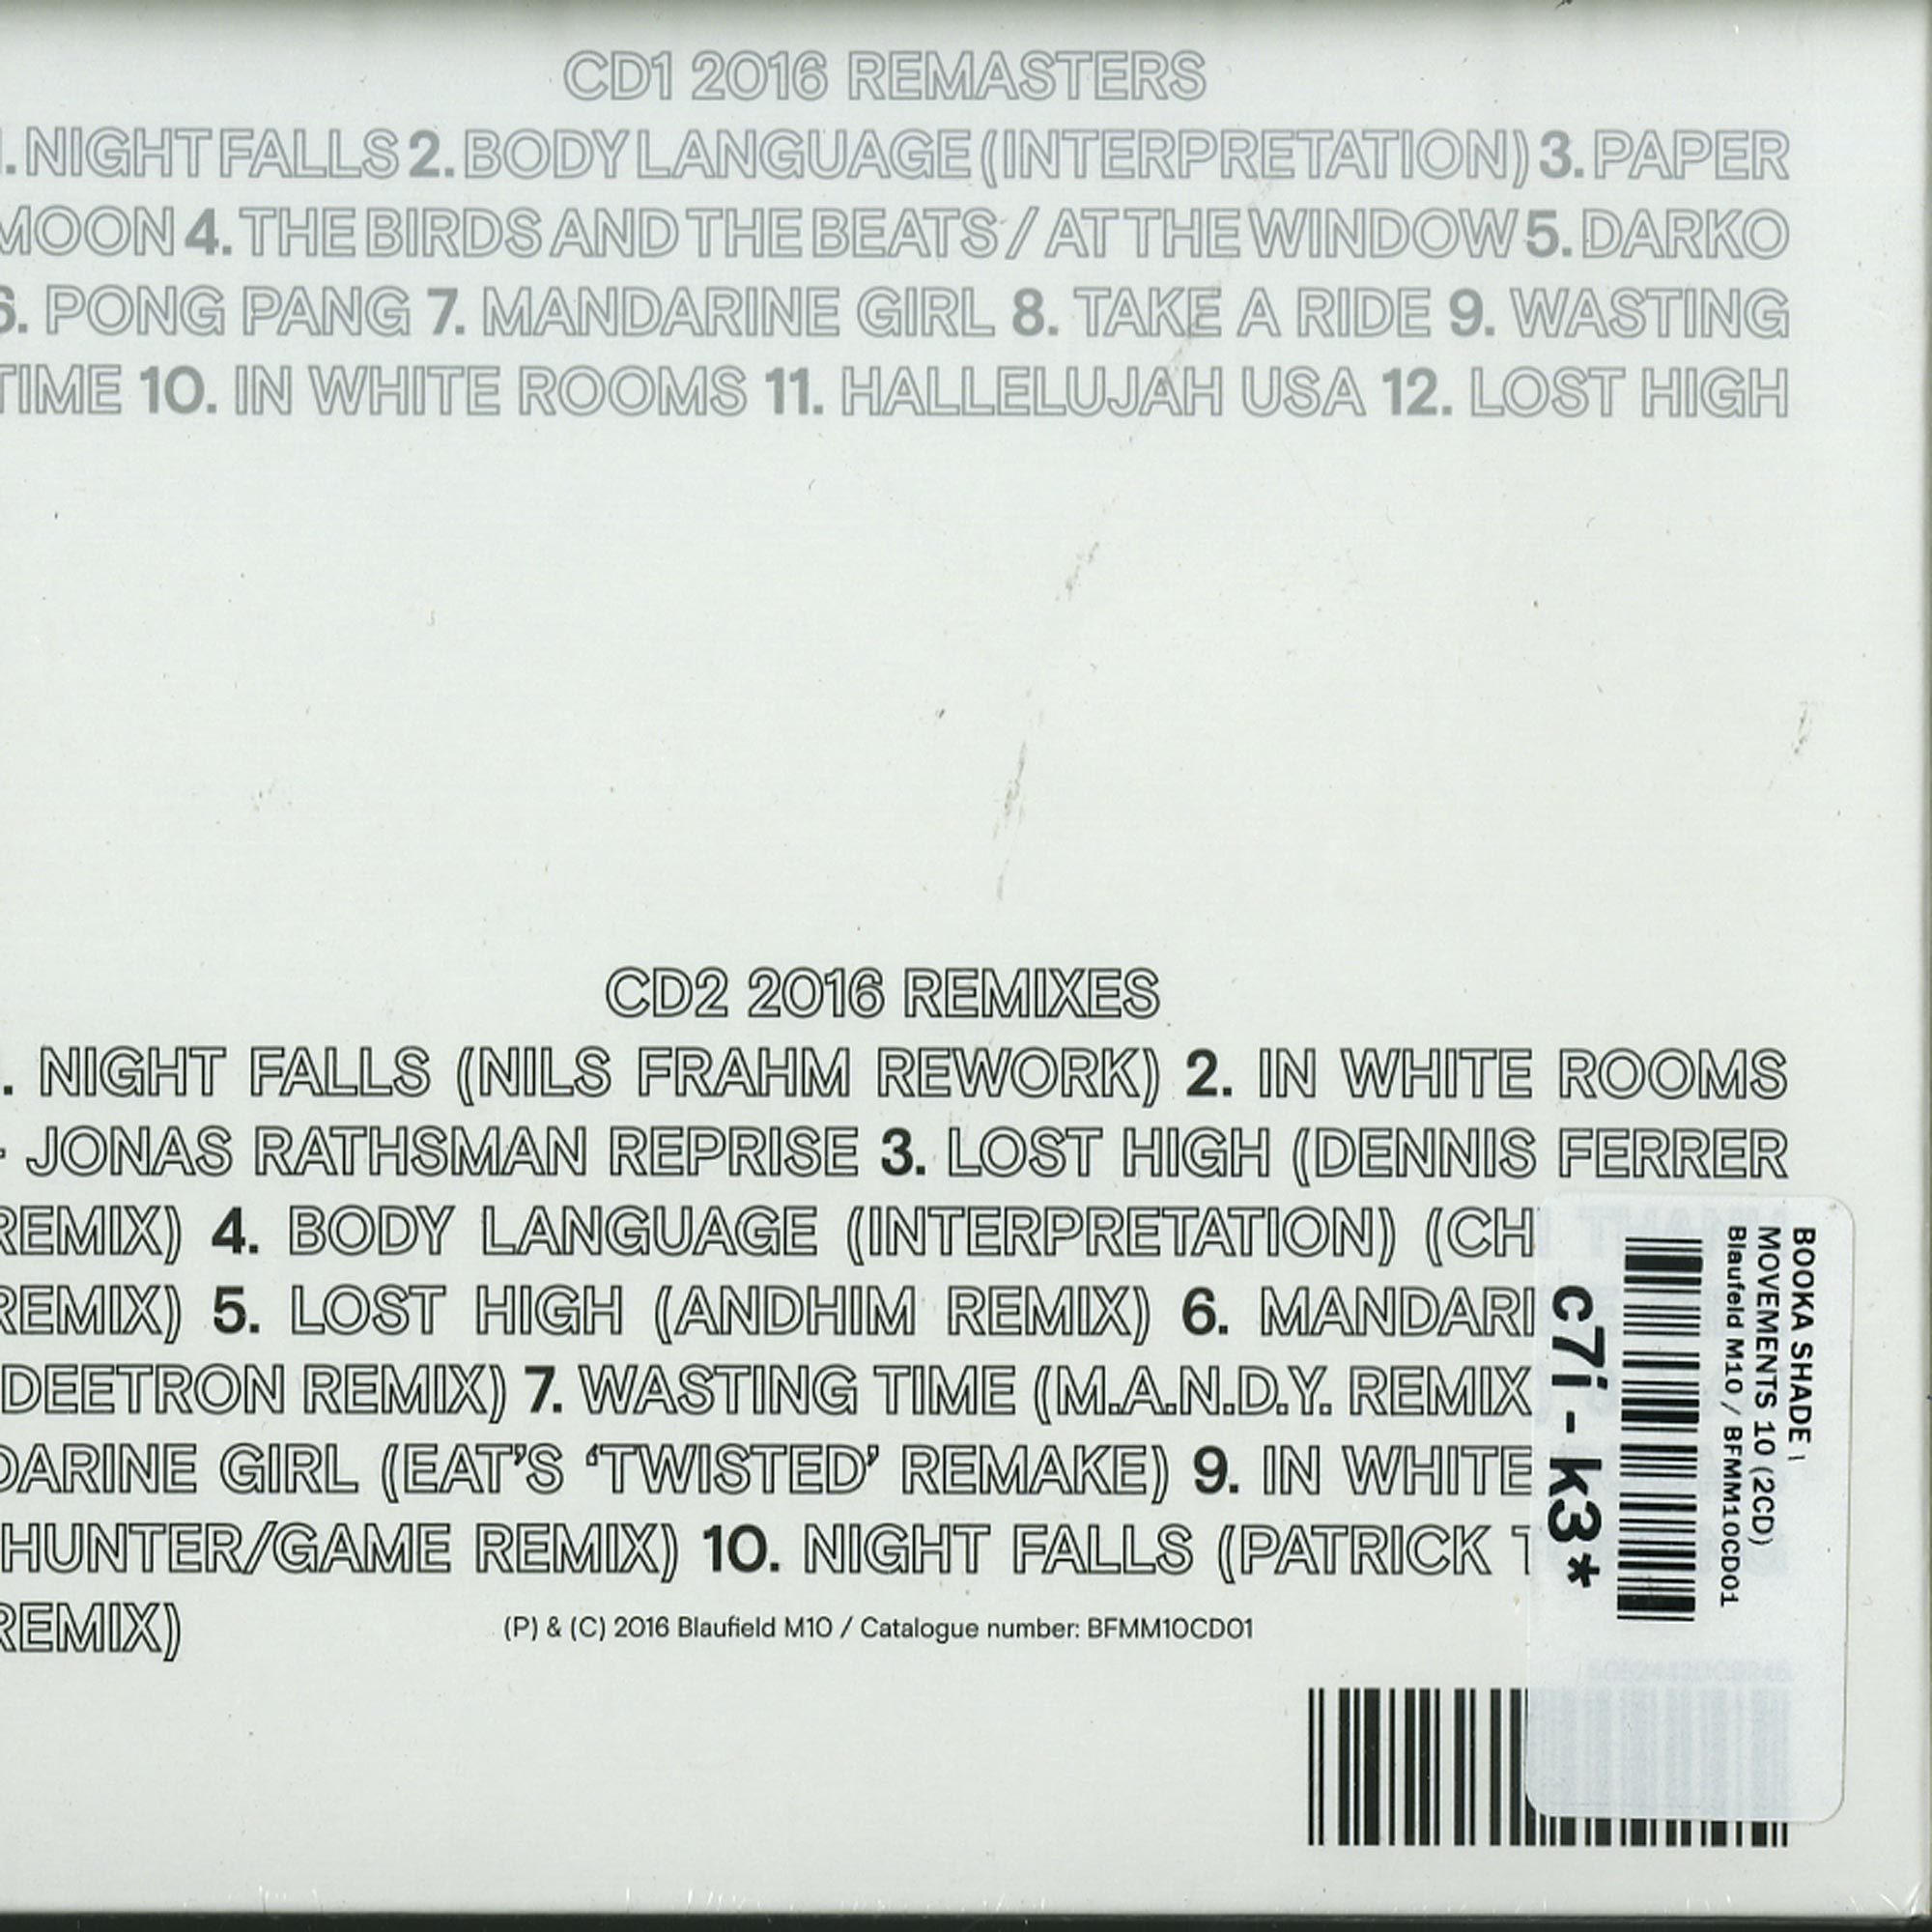 CD1 2016 REMASTERS
. NIGHT FALLS 2. BODY LANGUAGE (INTERPRETATION) 3. PAPER
MOON 4. THE BIRDS AND THE BEATS / AT THE WINDOW 5. DARKO
6. PONG PANG 7. MANDARINE GIRL 8. TAKE A RIDE 9. WASTING
TIME 10. IN WHITE ROOMS 11. HALLELUJAH USA 12. LOST HIGH
CD2 2016 REMIXES
. NIGHT FALLS (NILS FRAHM REWORK) 2. IN WHITE ROOMS
- JONAS RATHSMAN REPRISE 3. LOST HIGH (DENNIS FERRER
REMIX) 4. BODY LANGUAGE (INTERPRETATION) (CH
REMIX) 5. LOST HIGH (ANDHIM REMIX) 6. MANDARI
DEETRON REMIX) 7. WASTING TIME (M.A.N.D.Y. REMIX
DARINE GIRL (EAT'S 'TWISTED' REMAKE) 9. IN WHITE
HUNTER/GAME REMIX) 10. NIGHT FALLS (PATRICK T
REMIX)
(P) & (C) 2016 Blaufield M10 / Catalogue number: BFMM10CD01
BOOKA SHADE
MOVEMENTS 10 (2CD)
Blaufeld M10 / BFMM10CD01
c7i - k3*